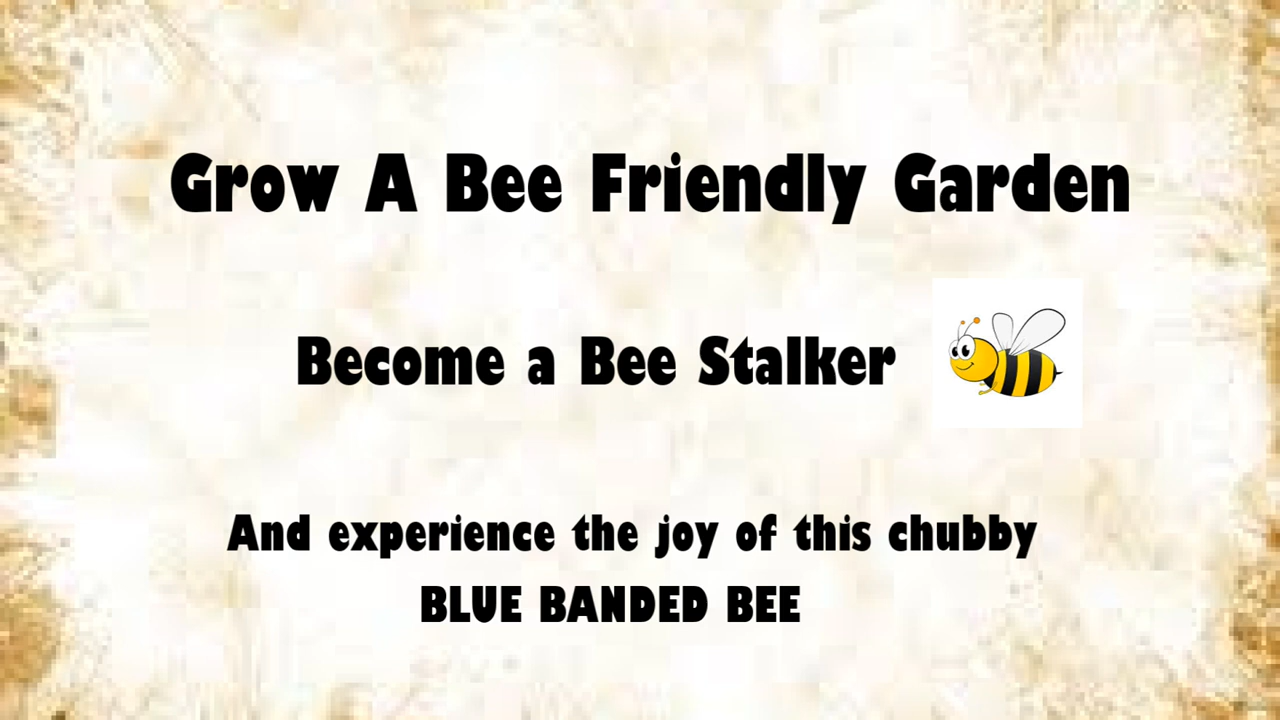 Grow A Bee Friendly Garden
Become a Bee Stalker
And experience the joy of this chubby
BLUE BANDED BEE